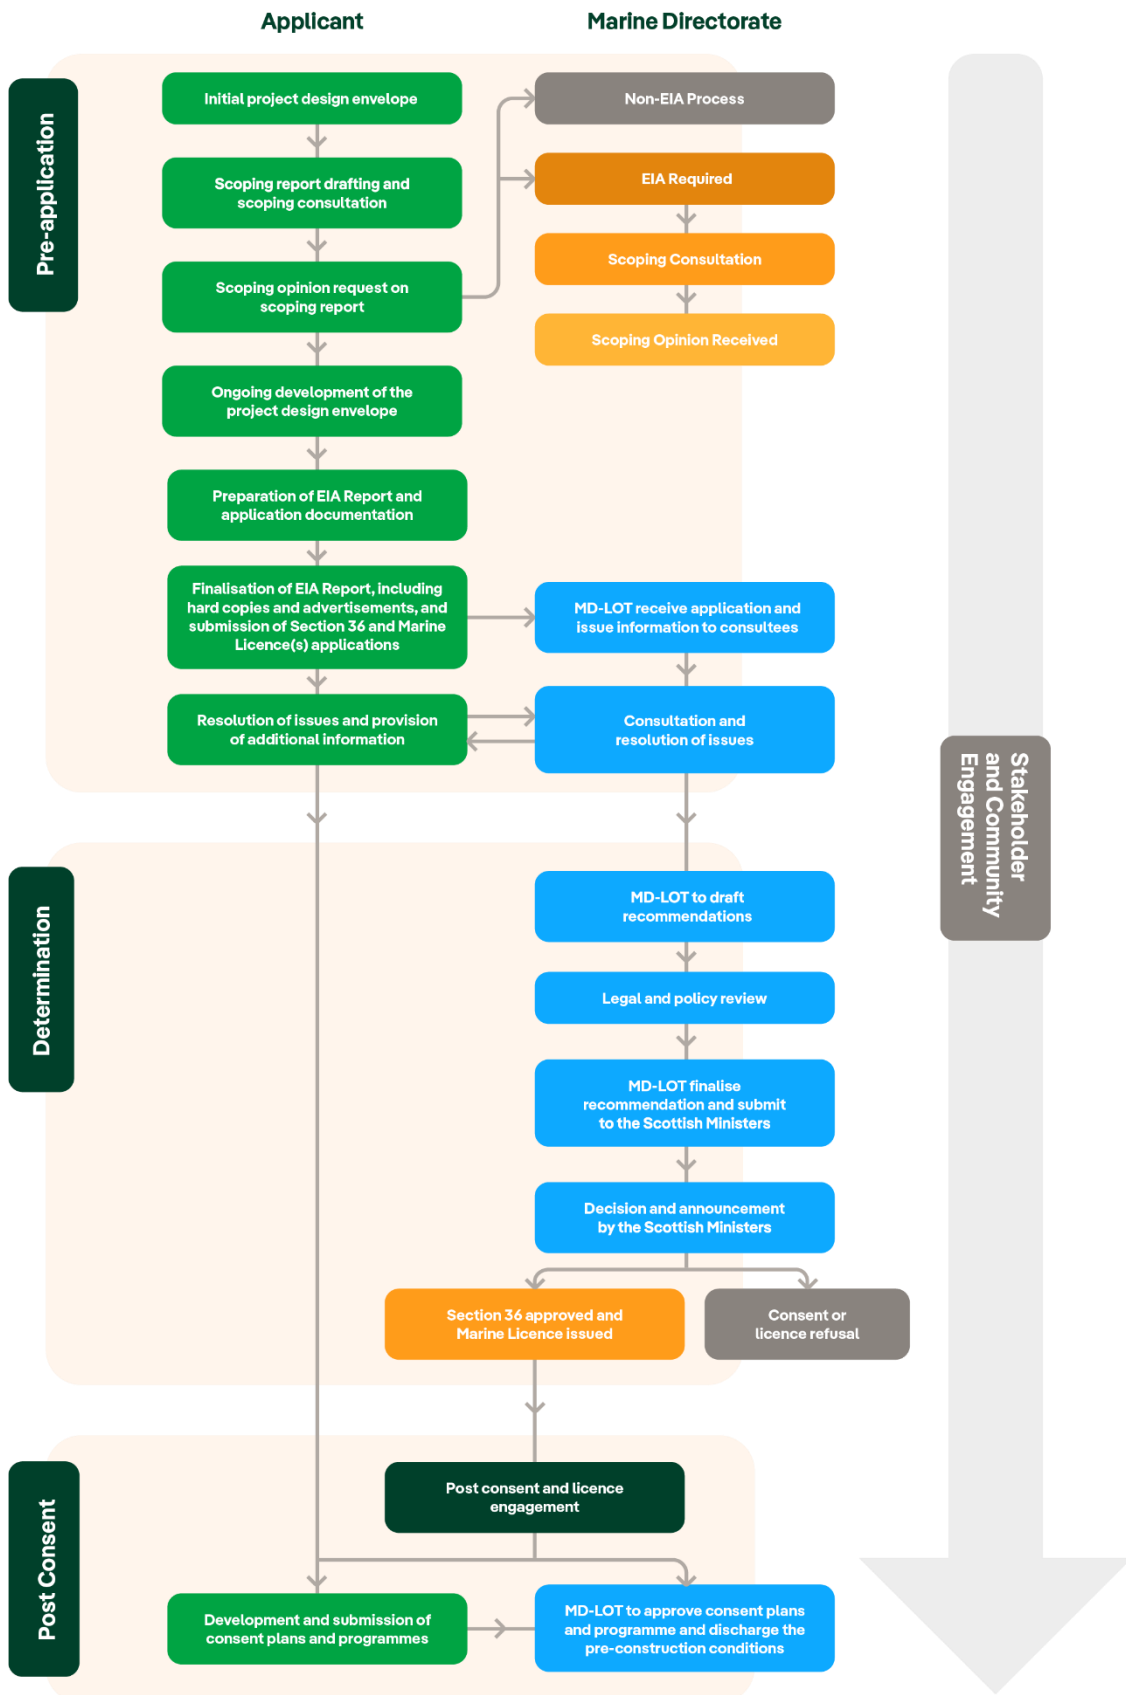 Applicant
Marine Directorate
Pre-application
Initial project design envelope
Non-EIA Process
Scoping report drafting and
scoping consultation
EIA Required
Scoping opinion request on
scoping report
Scoping Consultation
Scoping Opinion Received
Ongoing development of the
project design envelope
Preparation of EIA Report and
application documentation
Finalisation of EIA Report, including
hard copies and advertisements, and
submission of Section 36 and Marine
Licence(s) applications
MD-LOT receive application and
issue information to consultees
Resolution of issues and provision
of additional information
Consultation and
resolution of issues
Stakeholder
and Community
Engagement
Determination
MD-LOT to draft
recommendations
Legal and policy review
MD-LOT finalise
recommendation and submit
to the Scottish Ministers
Decision and announcement
by the Scottish Ministers
Section 36 approved and
Marine Licence issued
Consent or
licence refusal
Post Consent
Post consent and licence
engagement
Development and submission of
consent plans and programmes
MD-LOT to approve consent plans
and programme and discharge the
pre-construction conditions